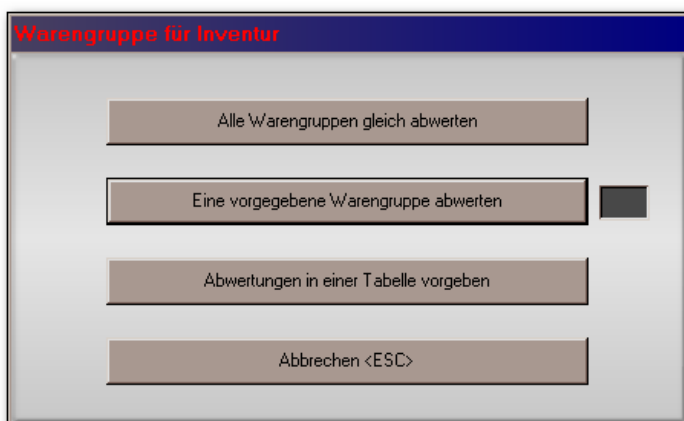 Warengruppe für Inventur
Alle Warengruppen gleich abwerten
Eine vorgegebene Warengruppe abwerten
Abwertungen in einer Tabelle vorgeben
Abbrechen <ESC>